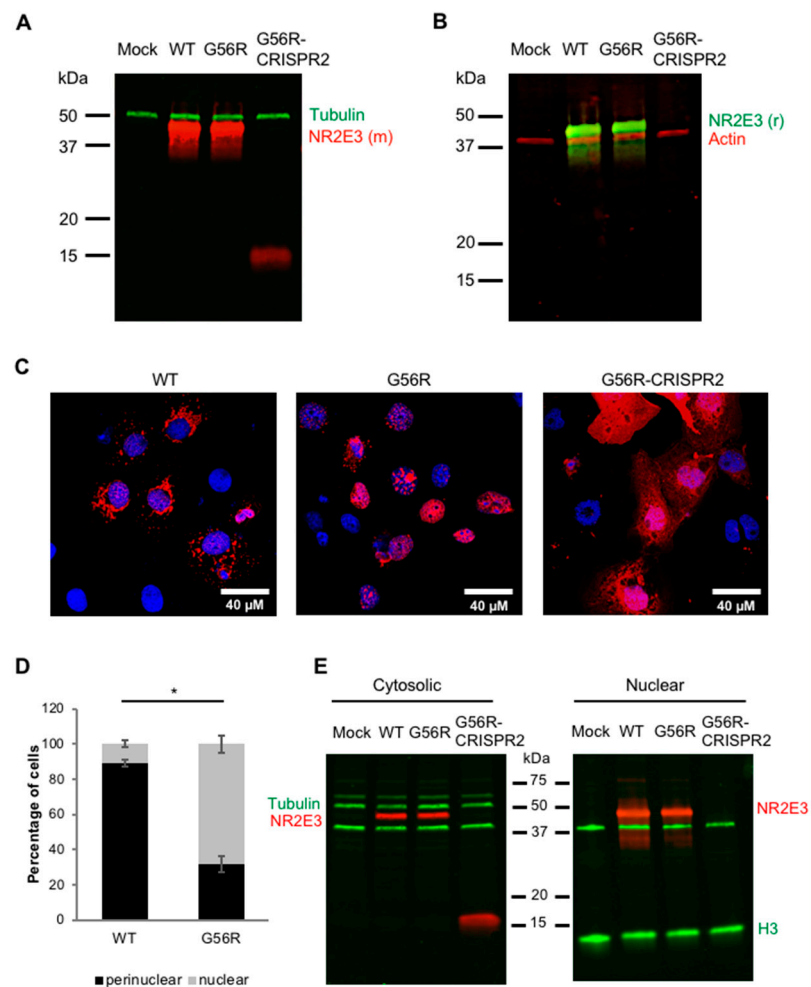 A
Mock WT G56R G56R-
CRISPR2
kDa
50
37
20
15
Tubulin
NR2E3 (m)
B
Mock WT G56R G56R-
CRISPR2
kDa
50
37
20
15
NR2E3 (r)
Actin
C
WT G56R G56R-CRISPR2
40 µM 40 µM 40 µM
D
*
Percentage of cells
120
100
80
60
40
20
0
WT G56R
perinuclear nuclear
E
Cytosolic Nuclear
Mock WT G56R G56R-
CRISPR2
Mock WT G56R G56R-
CRISPR2
Tubulin
NR2E3
kDa
75
50
37
20
15
NR2E3
H3